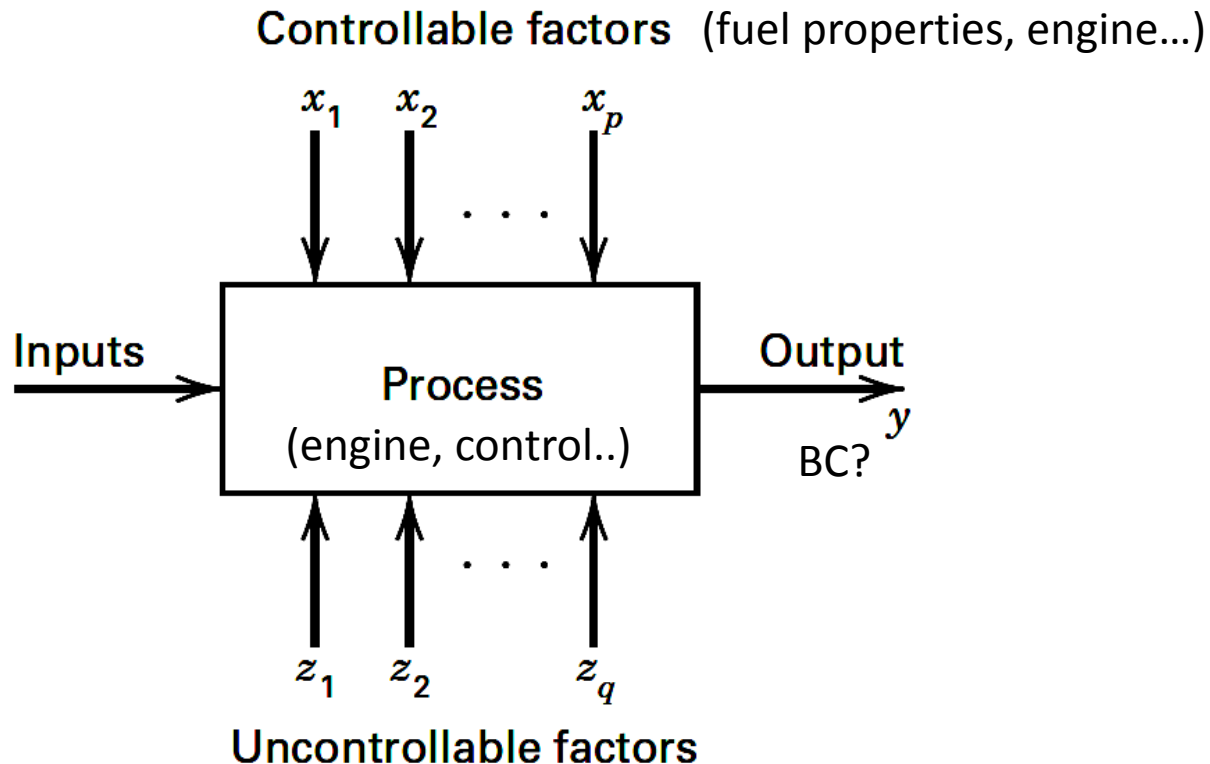 Controllable factors (fuel properties, engine…)
x1 x2 . . . xp
Inputs
Output
Process
y
(engine, control..)
BC?
. . .
z1 z2 zq
Uncontrollable factors